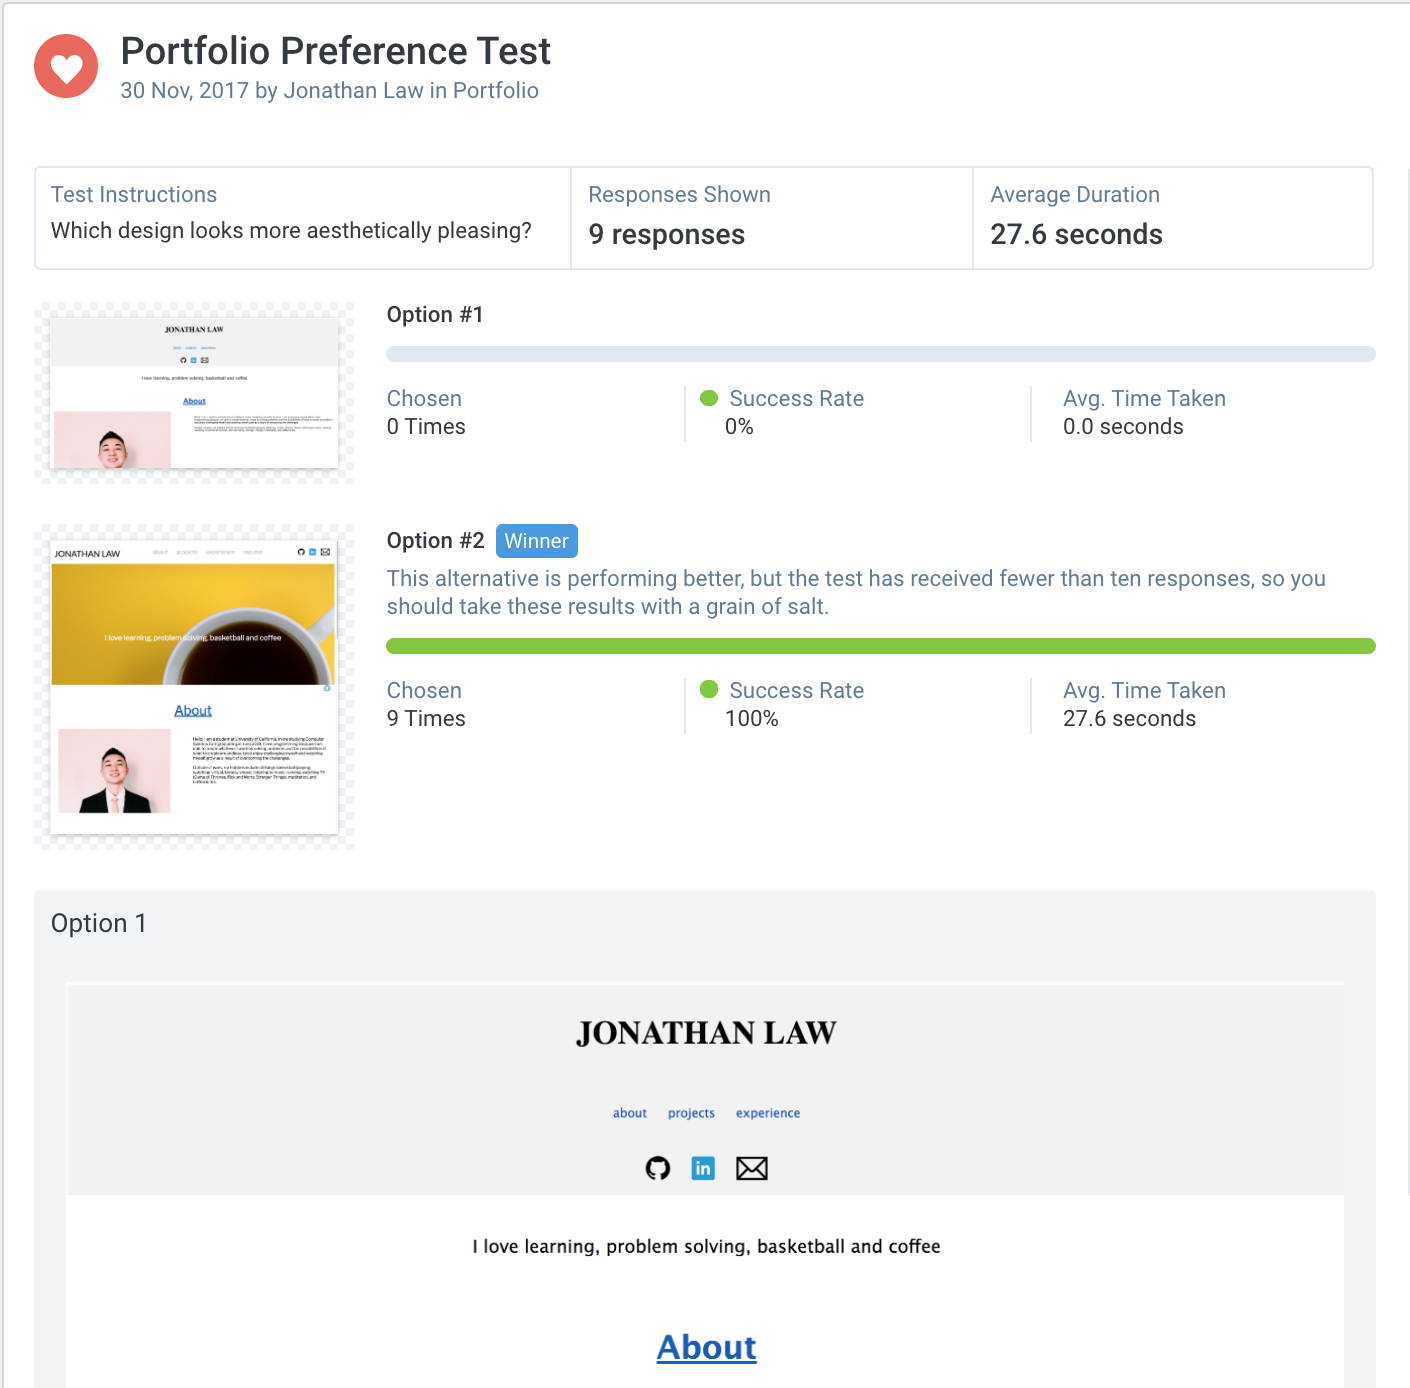 Portfolio Preference Test
30 Nov, 2017 by Jonathan Law in Portfolio
Test Instructions
Which design looks more aesthetically pleasing?
Responses Shown
9 responses
Average Duration
27.6 seconds
JONATHAN LAW
I love learning, problem solving, basketball and coffee
About
Option #1
Chosen
0 Times
Success Rate
0%
Avg. Time Taken
0.0 seconds
JONATHAN LAW
about projects experience resume
I love learning, problem solving, basketball and coffee
About
Option #2 Winner
This alternative is performing better, but the test has received fewer than ten responses, so you
should take these results with a grain of salt.
Chosen
9 Times
Success Rate
100%
Avg. Time Taken
27.6 seconds
Option 1
JONATHAN LAW
about projects experience
in
I love learning, problem solving, basketball and coffee
About